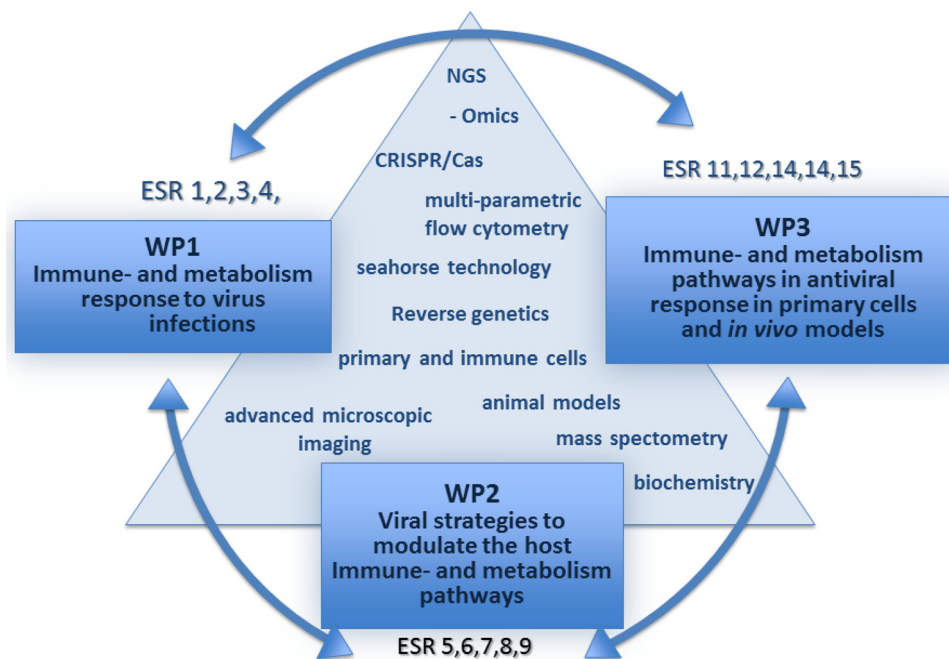 NGS
- Omics
CRISPR/Cas
multi-parametric
flow cytometry
seahorse technology
Reverse genetics
primary and immune cells
animal models
advanced microscopic
imaging
mass spectometry
biochemistry
ESR 1,2,3,4,
WP1
Immune- and metabolism
response to virus
infections
ESR 11,12,14,14,15
WP3
Immune- and metabolism
pathways in antiviral
response in primary cells
and in vivo models
WP2
Viral strategies to
modulate the host
Immune- and metabolism
pathways
ESR 5,6,7,8,9